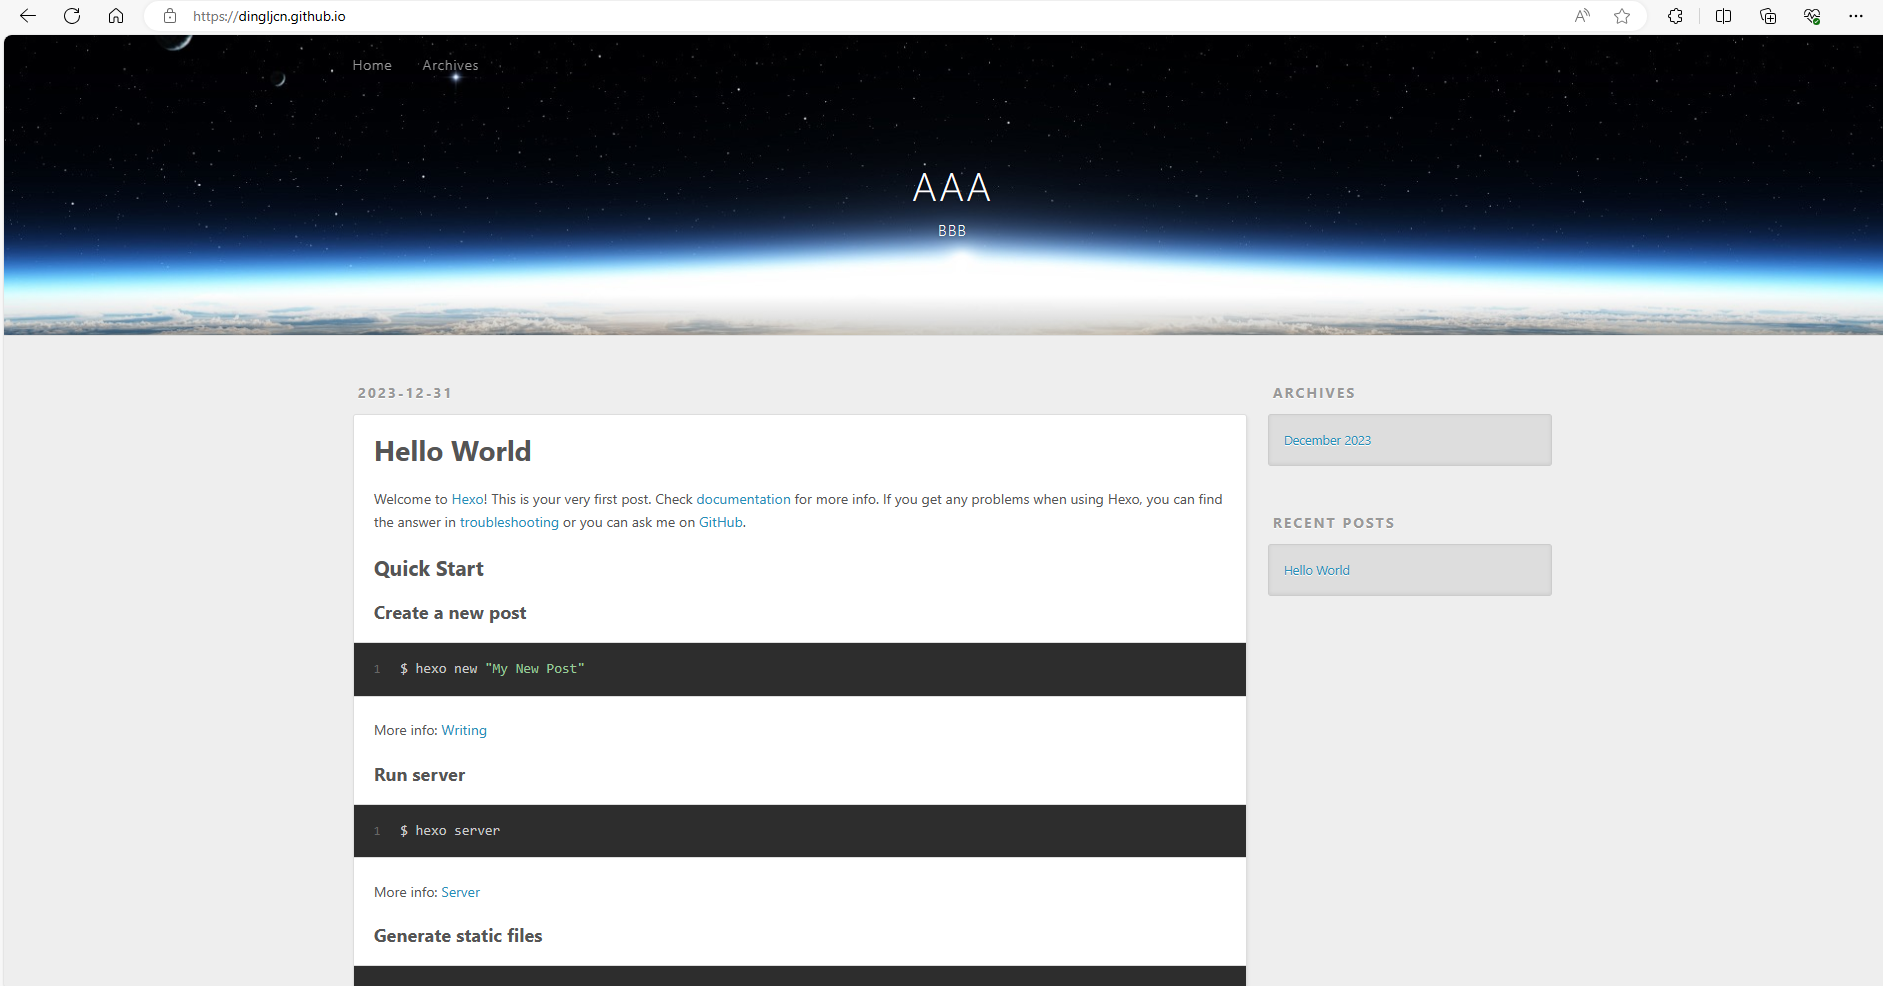 https://dingljcn.github.io
Home Archives
AAA
BBB
2023-12-31
Hello World
Welcome to Hexo! This is your very first post. Check documentation for more info. If you get any problems when using Hexo, you can find
the answer in troubleshooting or you can ask me on GitHub.
Quick Start
Create a new post
1 $ hexo new "My New Post"
More info: Writing
Run server
1 $ hexo server
More info: Server
Generate static files
ARCHIVES
December 2023
RECENT POSTS
Hello World